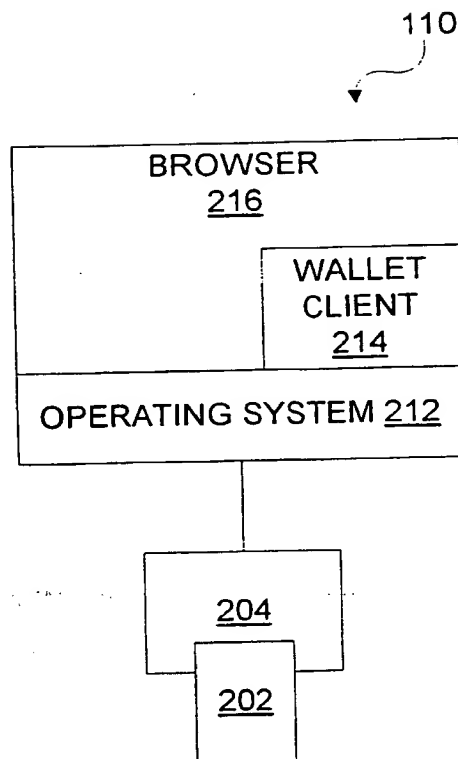 110
BROWSER
216
WALLET
CLIENT
214
OPERATING SYSTEM 212
204
202